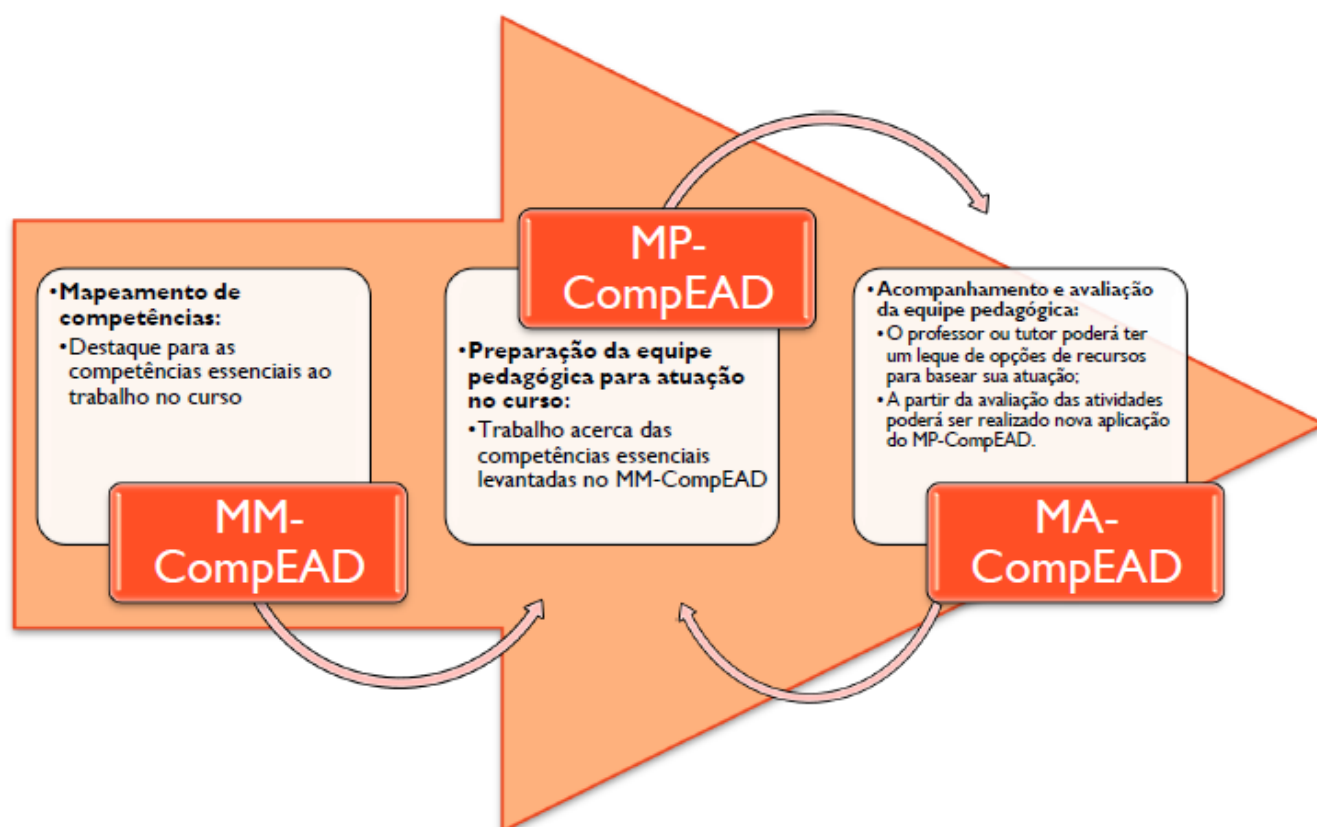 •Mapeamento de
competências:
•Destaque para as
competências essenciais ao
trabalho no curso
MM-
CompEAD
MP-
CompEAD
•Preparação da equipe
pedagógica para atuação
no curso:
•Trabalho acerca das
competências essenciais
levantadas no MM-CompEAD
•Acompanhamento e avaliação
da equipe pedagógica:
•O professor ou tutor poderá ter
um leque de opções de recursos
para basear sua atuação;
•A partir da avaliação das atividades
poderá ser realizado nova aplicação
do MP-CompEAD.
MA-
CompEAD